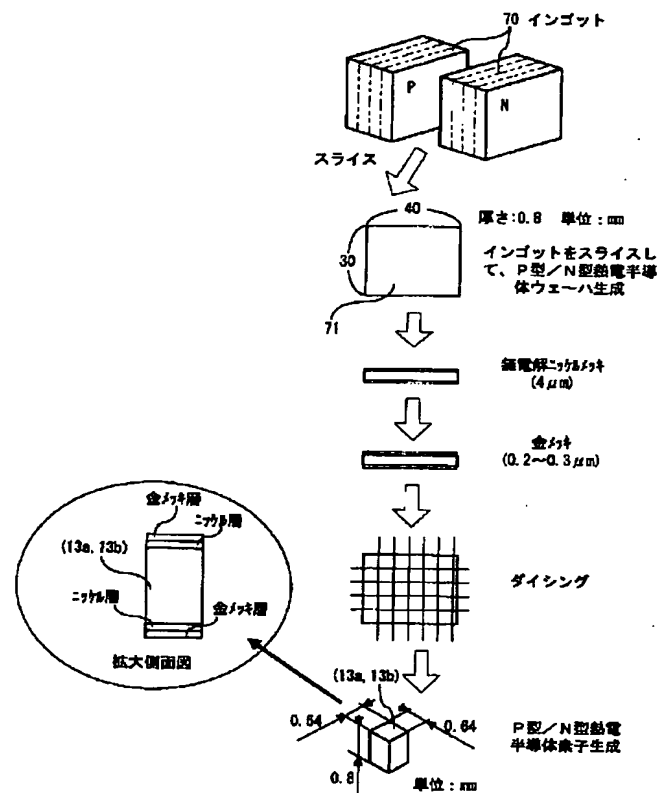 70 インゴット
P
N
スライス
40
厚さ:0.8 単位:mm
30
71
インゴットをスライスし
て、P型/N型熱電半導
体ウェーハ生成
無電解ニッケルメッキ
(4μm)
金メッキ
(0.2~0.3μm)
金メッキ層
ニッケル層
(13a, 13b)
ニッケル層
金メッキ層
拡大側面図
ダイシング
(13a, 13b)
0.64
0.64
0.8
単位:mm
P型/N型熱電
半導体素子生成